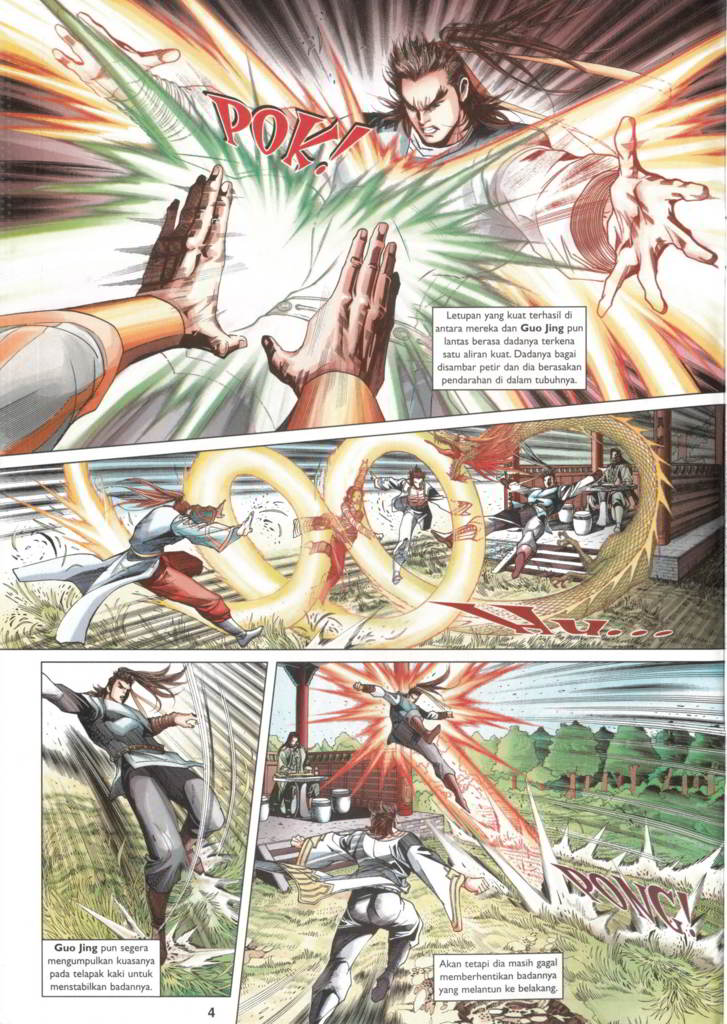 POK!
Letupan yang kuat terhasil di
antara mereka dan Guo Jing pun
lantas berasa dadanya terkena
satu aliran kuat. Dadanya bagai
disambar petir dan dia berasakan
pendarahan di dalam tubuhnya.
Vu...
Guo Jing pun segera
mengumpulkan kuasanya
pada telapak kaki untuk
menstabilkan badannya.
PONG!
Akan tetapi dia masih gagal
memberhentikan badannya
yang melantun ke belakang.
4